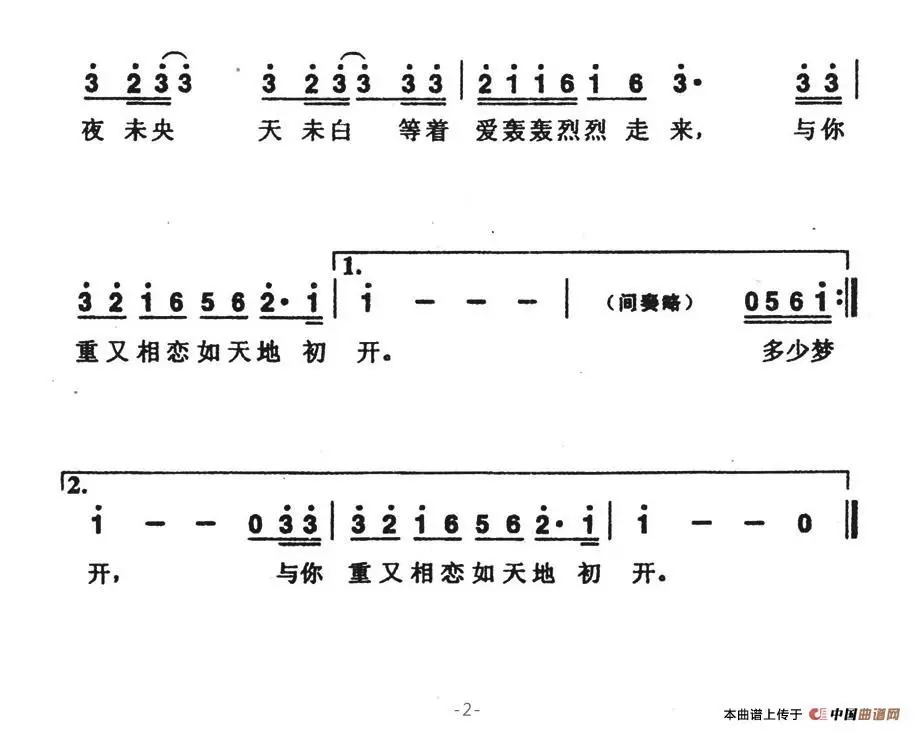 3 2 3 3 3 2 3 3 3 3 | 2 1 1 6 1 6 3· 3 3 |
夜未央 天未白 等着 爱轰轰烈烈走来, 与你
1.
3 2 1 6 5 6 2· 1 | 1 — — — | (间奏略) 0 5 6 1 :‖
重又相恋如天地初开。 多少梦
2.
1 — — 0 3 3 | 3 2 1 6 5 6 2· 1 | 1 — — 0 ‖
开, 与你重又相恋如天地初开。
-2-
本曲谱上传于 中国曲谱网